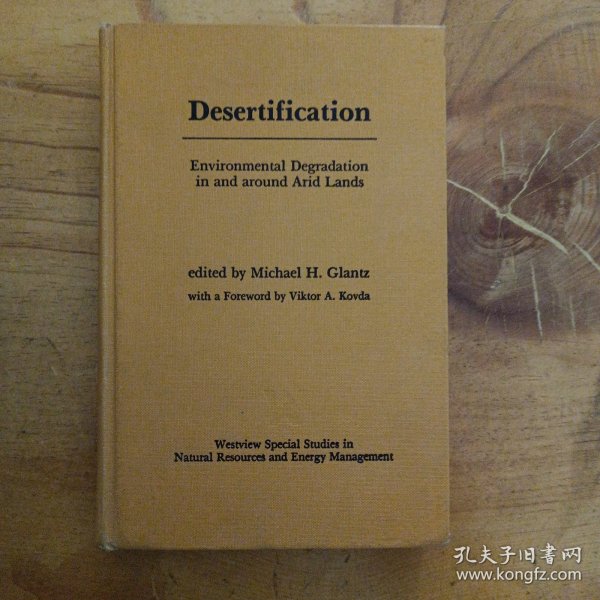 Desertification
Environmental Degradation
in and around Arid Lands
edited by Michael H. Glantz
with a Foreword by Viktor A. Kovda
Westview Special Studies in
Natural Resources and Energy Management
孔夫子旧書网
www.kongfz.com